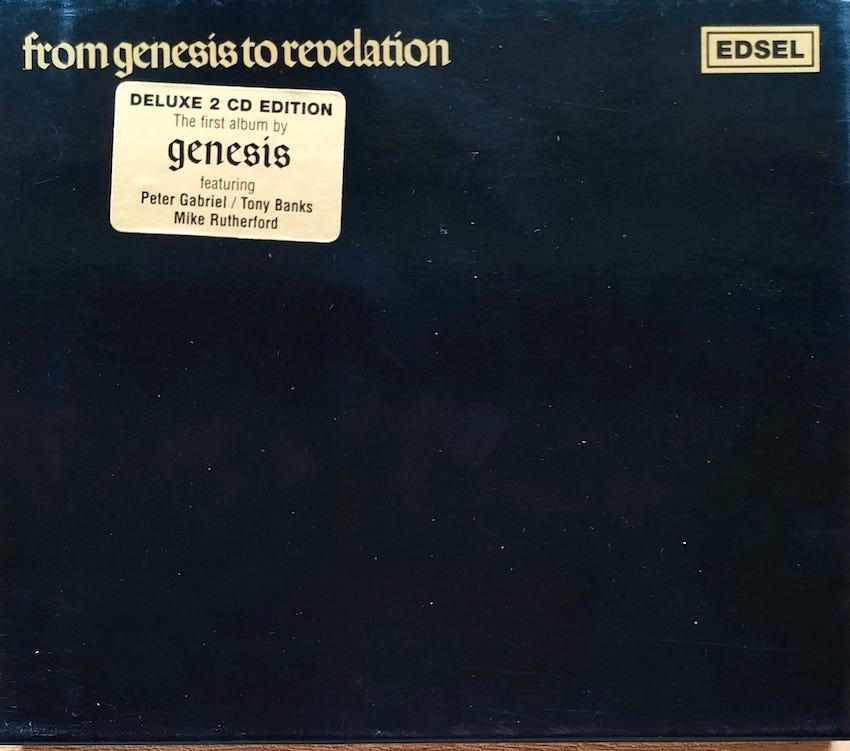 from genesis to revelation
EDSEL
DELUXE 2 CD EDITION
The first album by
genesis
featuring
Peter Gabriel / Tony Banks
Mike Rutherford